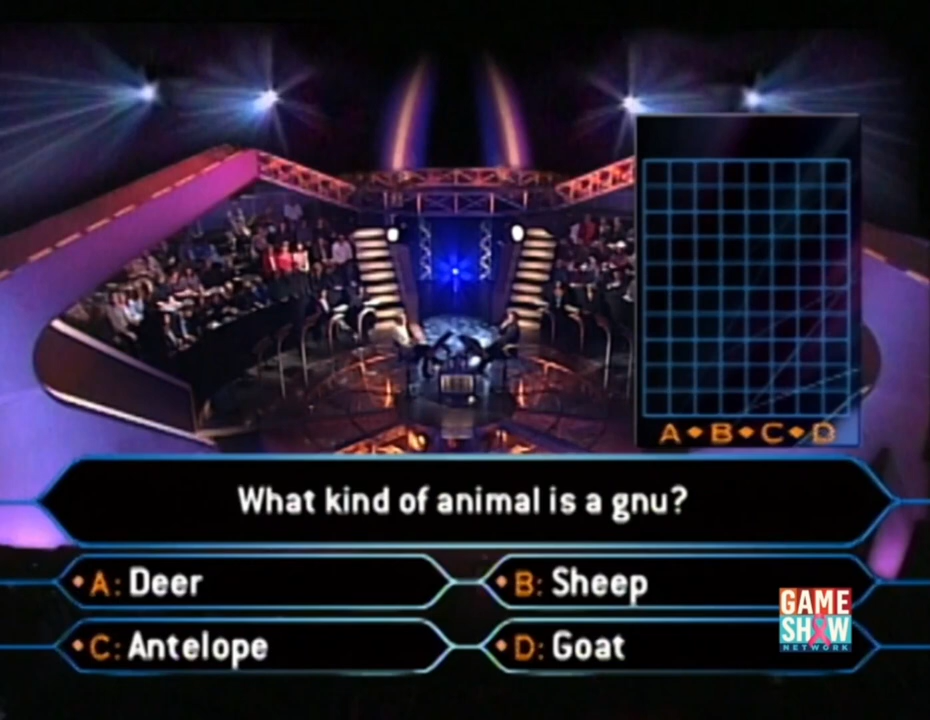 A B C D
What kind of animal is a gnu?
A: Deer
B: Sheep
C: Antelope
D: Goat
GAME
SHOW
NETWORK